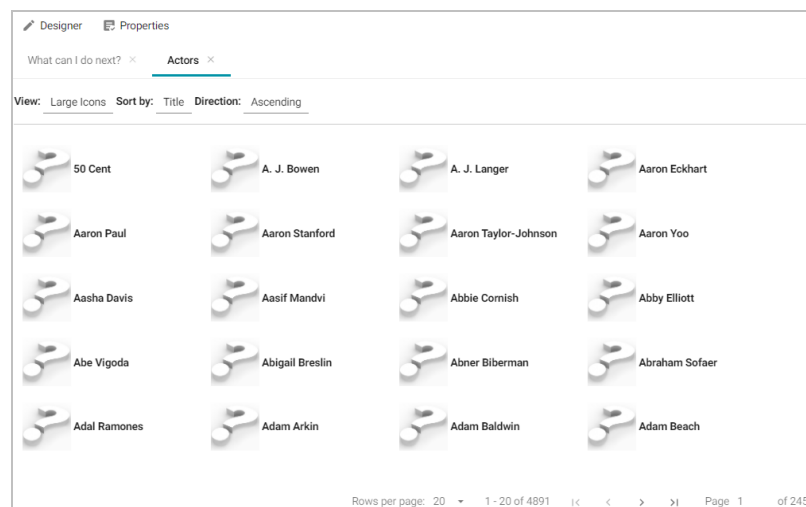 Designer Properties
What can I do next? × Actors ×
View: Large Icons Sort by: Title Direction: Ascending
50 Cent A. J. Bowen A. J. Langer Aaron Eckhart
Aaron Paul Aaron Stanford Aaron Taylor-Johnson Aaron Yoo
Aasha Davis Aasif Mandvi Abbie Cornish Abby Elliott
Abe Vigoda Abigail Breslin Abner Biberman Abraham Sofaer
Adal Ramones Adam Arkin Adam Baldwin Adam Beach
Rows per page: 20 1 - 20 of 4891 Page 1 of 245